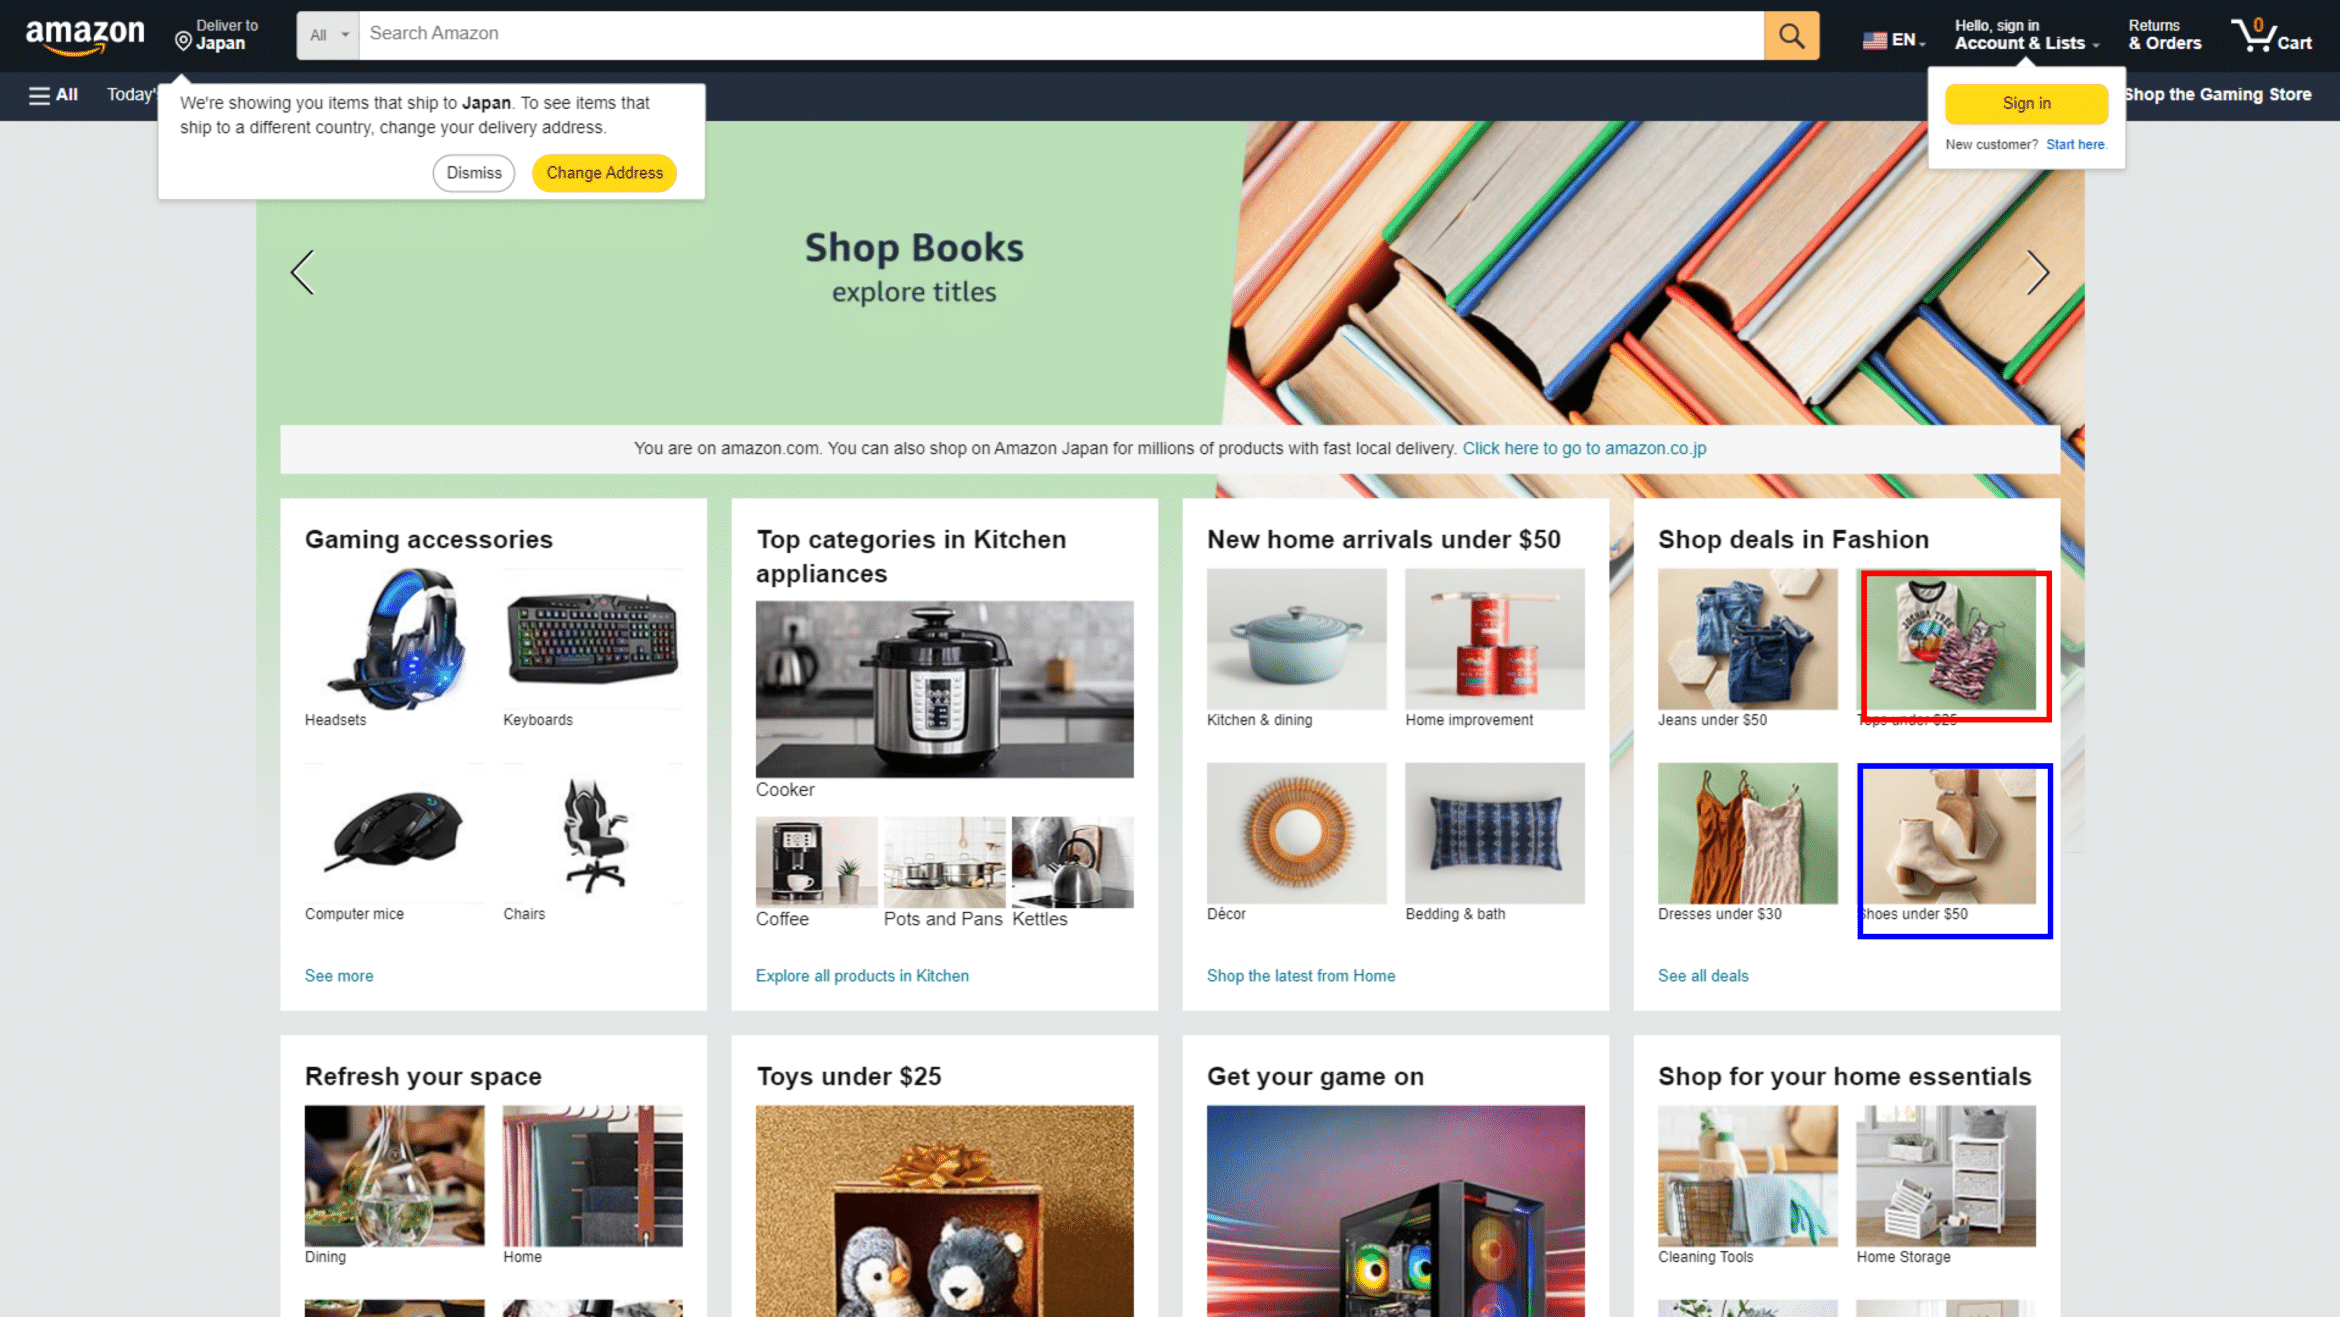 amazon
Deliver to
Japan
All
Search Amazon
EN
Hello, sign in
Account & Lists
Returns
& Orders
0
Cart
All
Today's
Shop the Gaming Store
We're showing you items that ship to Japan. To see items that
ship to a different country, change your delivery address.
Dismiss
Change Address
Sign in
New customer? Start here.
Shop Books
explore titles
You are on amazon.com. You can also shop on Amazon Japan for millions of products with fast local delivery. Click here to go to amazon.co.jp
Gaming accessories
Headsets
Keyboards
Computer mice
Chairs
See more
Top categories in Kitchen
appliances
Cooker
Coffee
Pots and Pans
Kettles
Explore all products in Kitchen
New home arrivals under $50
Kitchen & dining
Home improvement
Décor
Bedding & bath
Shop the latest from Home
Shop deals in Fashion
Jeans under $50
JOSHUA TREE
Tops under $25
Dresses under $30
Shoes under $50
See all deals
Refresh your space
Dining
Home
Toys under $25
Get your game on
Shop for your home essentials
Cleaning Tools
Home Storage